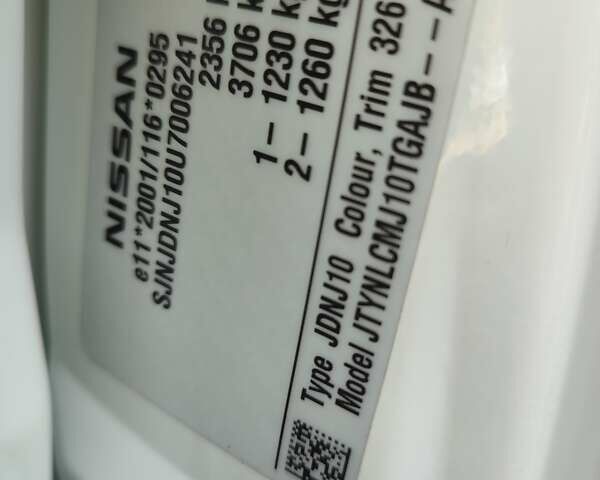 NISSAN
e11*2001/116*0295
SJNJDNJ10U7006241
2356
3706 k
1– 1230 kg
2– 1260 kg
Type JDNJ10 Colour, Trim 326
Model JTYNLCMJ10TGAJB--A